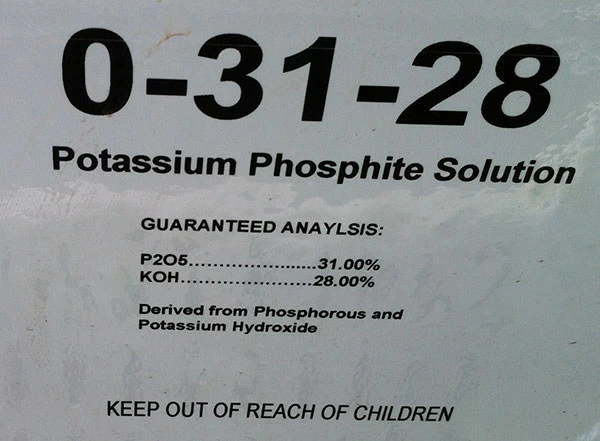 0-31-28
Potassium Phosphite Solution
GUARANTEED ANAYLSIS:
P2O5.......................31.00%
KOH.......................28.00%
Derived from Phosphorous and
Potassium Hydroxide
KEEP OUT OF REACH OF CHILDREN